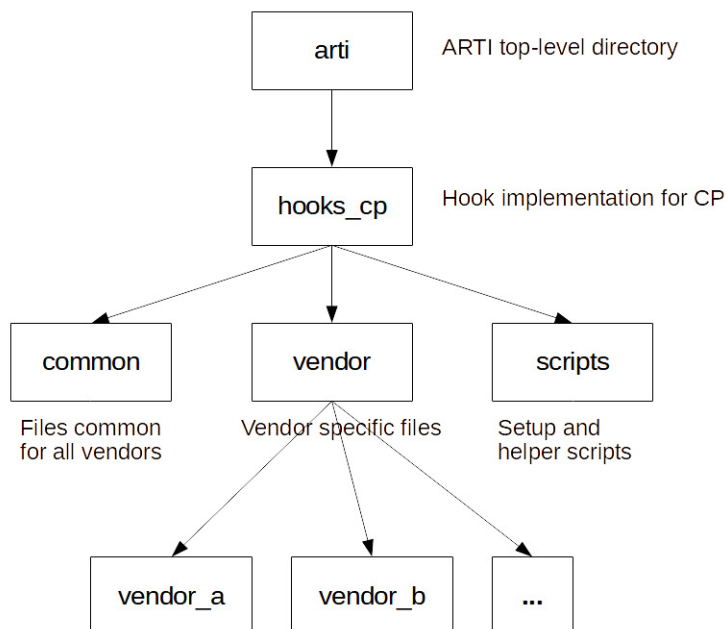 arti
ARTI top-level directory
hooks_cp
Hook implementation for CP
common
vendor
scripts
Files common
for all vendors
Vendor specific files
Setup and
helper scripts
vendor_a
vendor_b
...